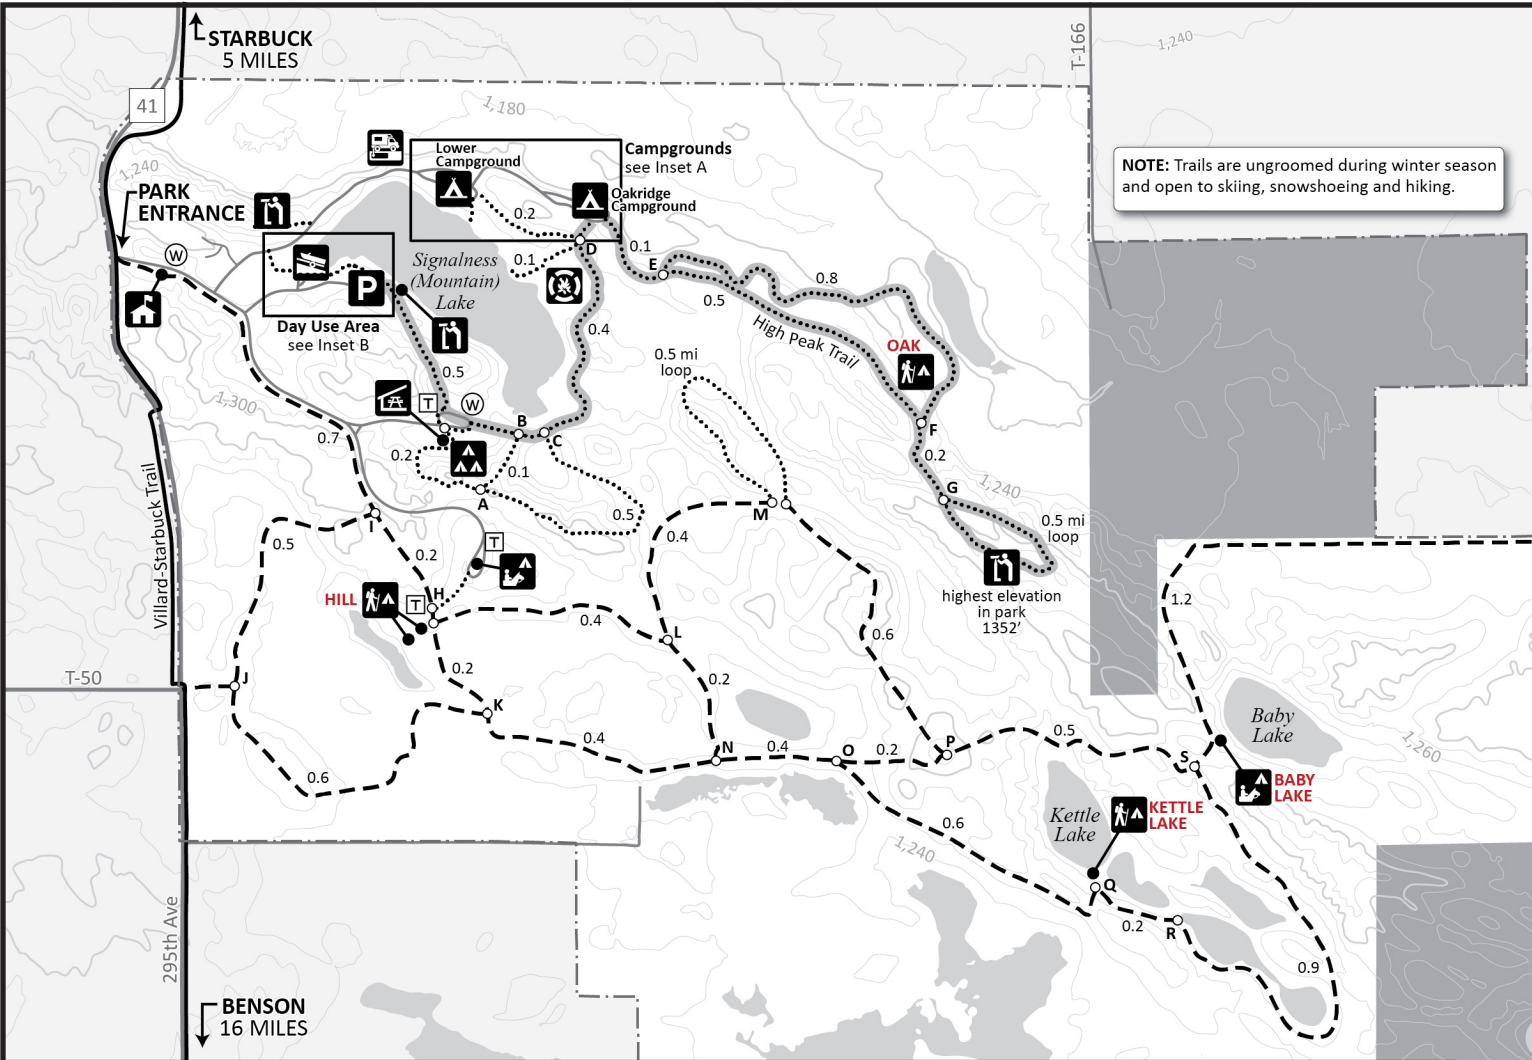 STARBUCK
5 MILES
T-166
1,240
41
1,180
Lower
Campground
Campgrounds
see Inset A
NOTE: Trails are ungroomed during winter season
and open to skiing, snowshoeing and hiking.
1,240
PARK
ENTRANCE
Oakridge
Campground
0.2
W
D
0.1
Signalness
(Mountain)
Lake
0.1
E
0.8
P
0.5
Day Use Area
see Inset B
0.4
High Peak Trail
OAK
0.5 mi
loop
0.5
1,300
T
W
B
C
F
0.7
0.2
0.1
0.2
A
G
1,240
Villard-Starbuck Trail
I
0.5
M
0.5 mi
loop
0.5
0.2
T
0.4
HILL
T
H
highest elevation
in park
1352’
1.2
0.4
L
0.6
T-50
J
0.2
0.2
K
Baby
Lake
0.4
N
0.4
O
0.2
P
0.5
S
1,260
0.6
BABY
LAKE
Kettle
Lake
KETTLE
LAKE
0.6
1,240
Q
0.2
R
295th Ave
0.9
BENSON
16 MILES